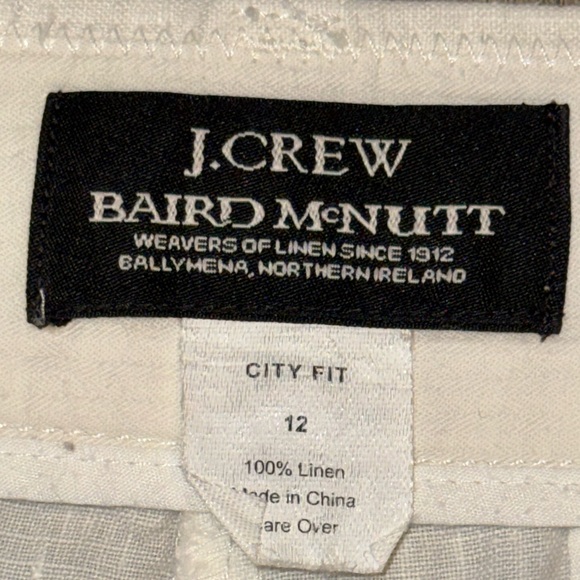 J.CREW
BAIRD McNUTT
WEAVERS OF LINEN SINCE 1912
BALLYMENA, NORTHERN IRELAND
CITY FIT
12
100% Linen
Made in China
are Over